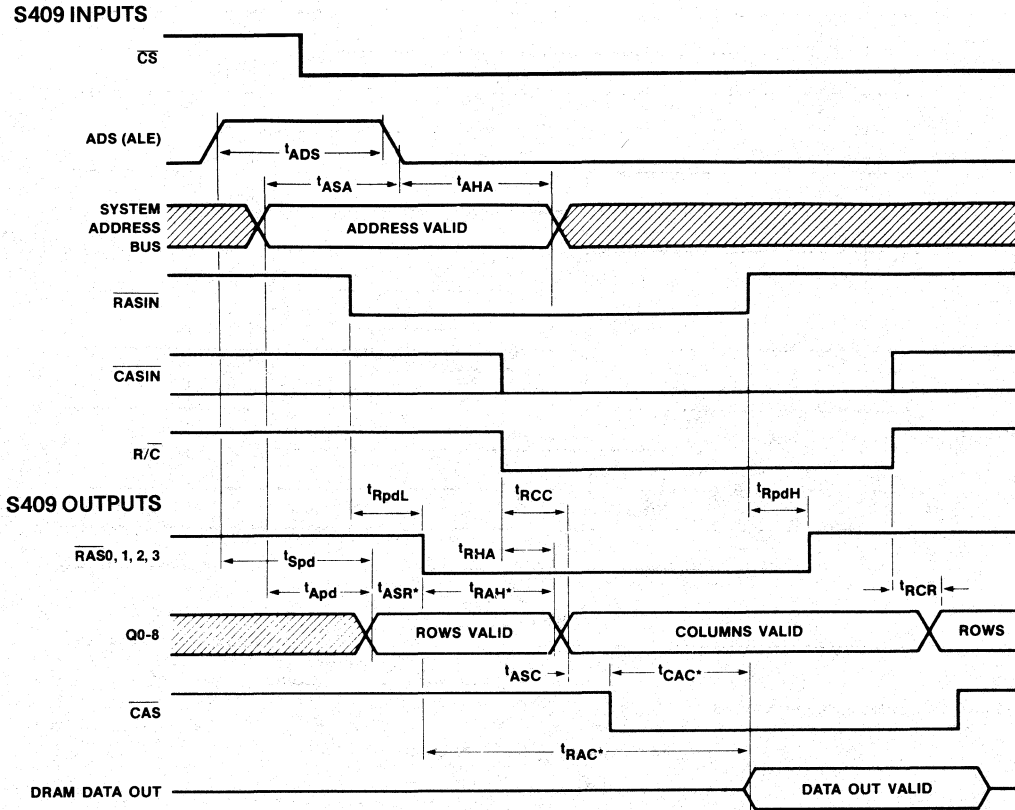 S409 INPUTS
CS
ADS (ALE)
tADS
tASA
tAHA
SYSTEM
ADDRESS
BUS
ADDRESS VALID
RASIN
CASIN
R/C
S409 OUTPUTS
tRpdL
tRCC
tRpdH
RAS0, 1, 2, 3
tSpd
tRHA
tApd
tASR*
tRAH*
tRCR
Q0-8
ROWS VALID
COLUMNS VALID
ROWS
tASC
tCAC*
CAS
tRAC*
DRAM DATA OUT
DATA OUT VALID